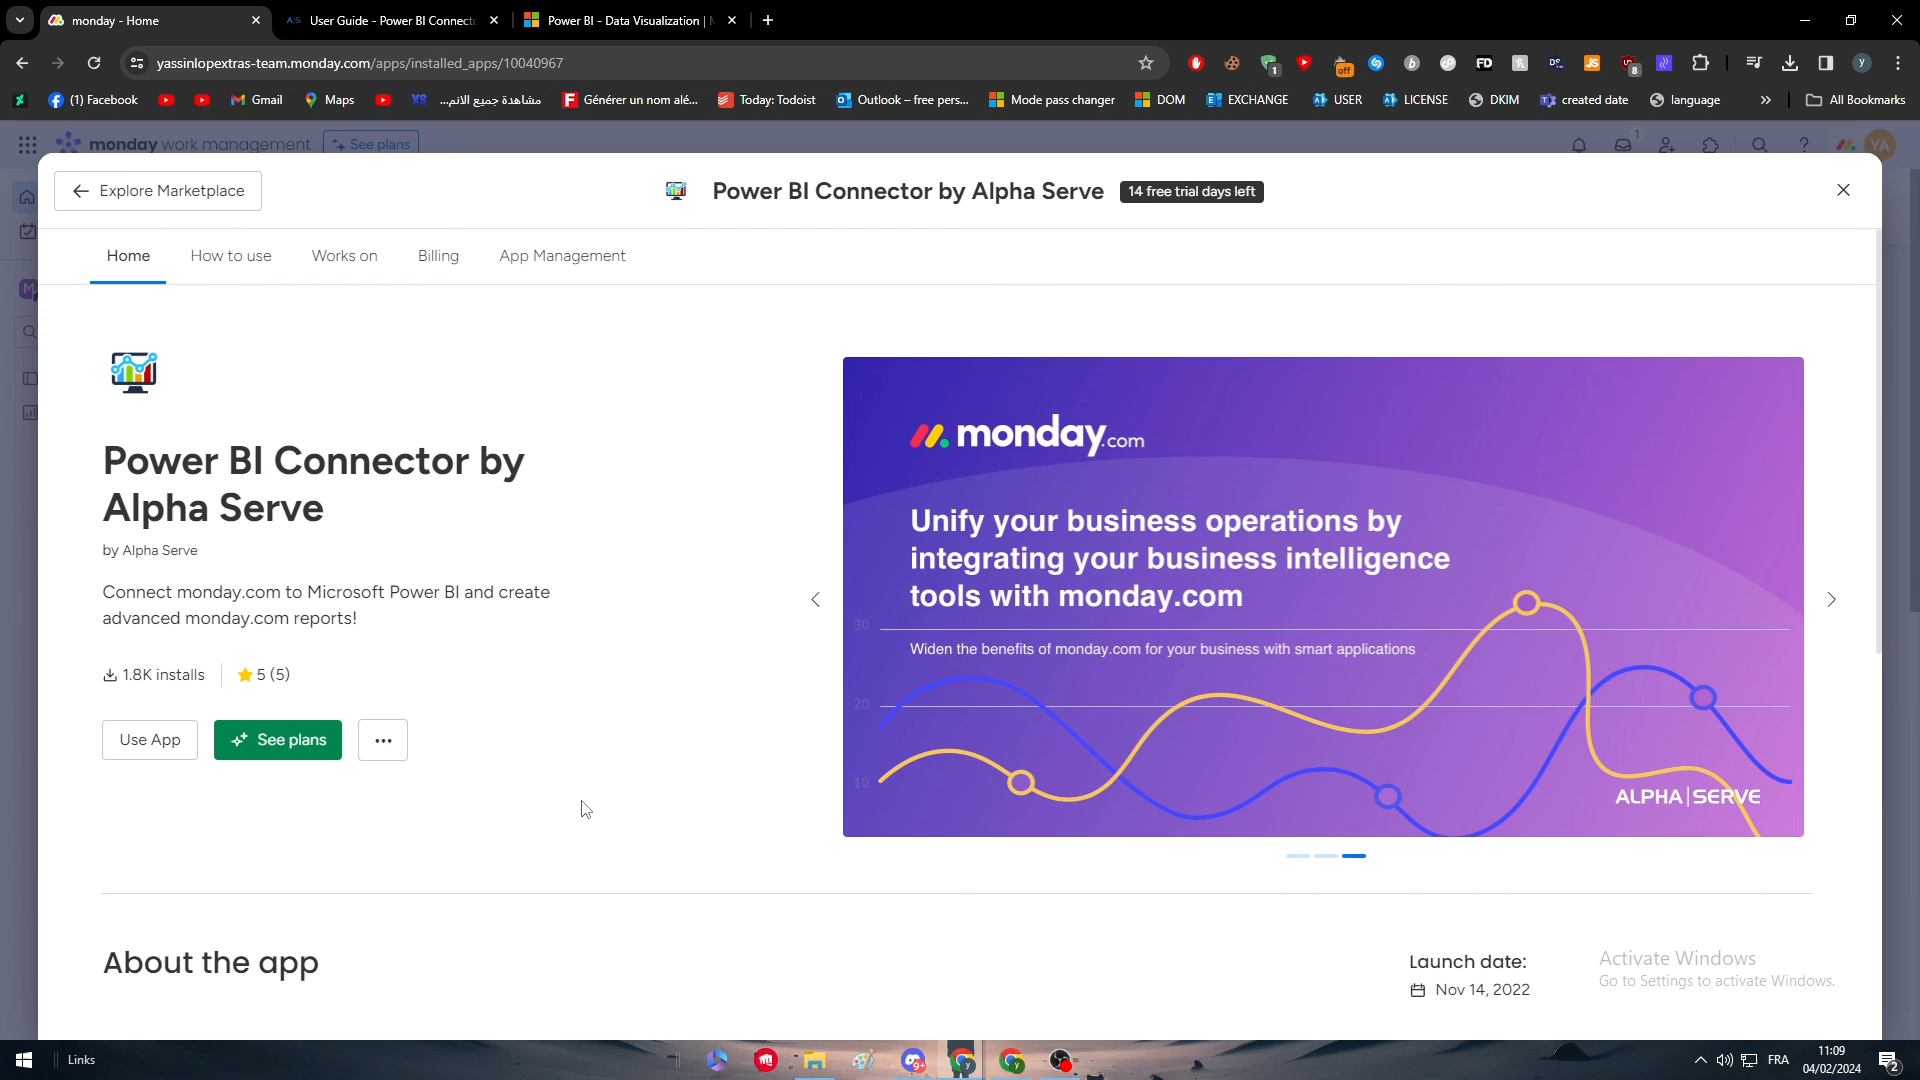 monday - Home
User Guide - Power BI Connect
Power BI - Data Visualization |
yassinlopextras-team.monday.com/apps/installed_apps/10040967
(1) Facebook
Gmail
Maps
مشاهدة جميع الانم...
Générer un nom alé...
Today: Todoist
Outlook – free pers...
Mode pass changer
DOM
EXCHANGE
USER
LICENSE
DKIM
created date
language
All Bookmarks
monday work management
See plans
1
YA
Explore Marketplace
Power BI Connector by Alpha Serve
14 free trial days left
Home
How to use
Works on
Billing
App Management
Power BI Connector by
Alpha Serve
by Alpha Serve
Connect monday.com to Microsoft Power BI and create
advanced monday.com reports!
1.8K installs
5 (5)
Use App
See plans
monday.com
Unify your business operations by
integrating your business intelligence
tools with monday.com
Widen the benefits of monday.com for your business with smart applications
30
20
10
ALPHA|SERVE
About the app
Launch date:
Nov 14, 2022
Activate Windows
Go to Settings to activate Windows.
Links
FRA
11:09
04/02/2024
2